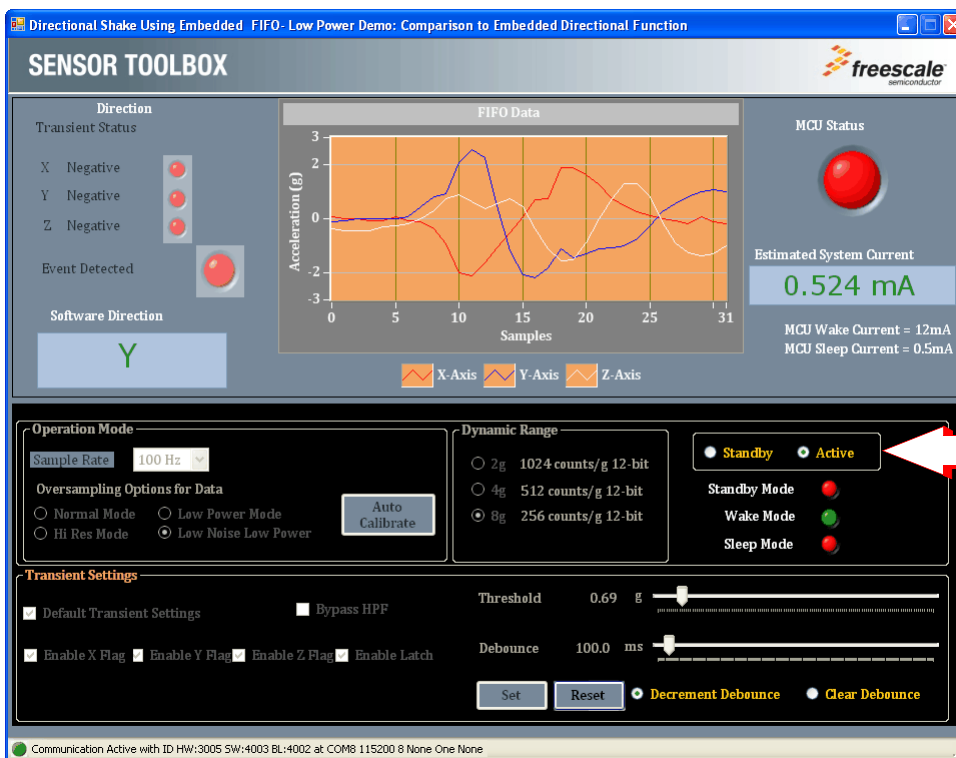 Directional Shake Using Embedded FIFO- Low Power Demo: Comparison to Embedded Directional Function
SENSOR TOOLBOX
freescale
semiconductor
Direction
Transient Status
X Negative
Y Negative
Z Negative
Event Detected
Software Direction
Y
FIFO Data
Acceleration (g)
3
2
0
-2
-3
0 5 10 15 20 25 31
Samples
X-Axis Y-Axis Z-Axis
MCU Status
Estimated System Current
0.524 mA
MCU Wake Current = 12mA
MCU Sleep Current = 0.5mA
Operation Mode
Sample Rate 100 Hz
Oversampling Options for Data
Normal Mode Low Power Mode
Hi Res Mode Low Noise Low Power
Auto
Calibrate
Dynamic Range
2g 1024 counts/g 12-bit
4g 512 counts/g 12-bit
8g 256 counts/g 12-bit
Standby Active
Standby Mode
Wake Mode
Sleep Mode
Transient Settings
Default Transient Settings Bypass HPF
Enable X Flag Enable Y Flag Enable Z Flag Enable Latch
Threshold 0.69 g
Debounce 100.0 ms
Set Reset Decrement Debounce Clear Debounce
Communication Active with ID HW:3005 SW:4003 BL:4002 at COM8 115200 8 None One None